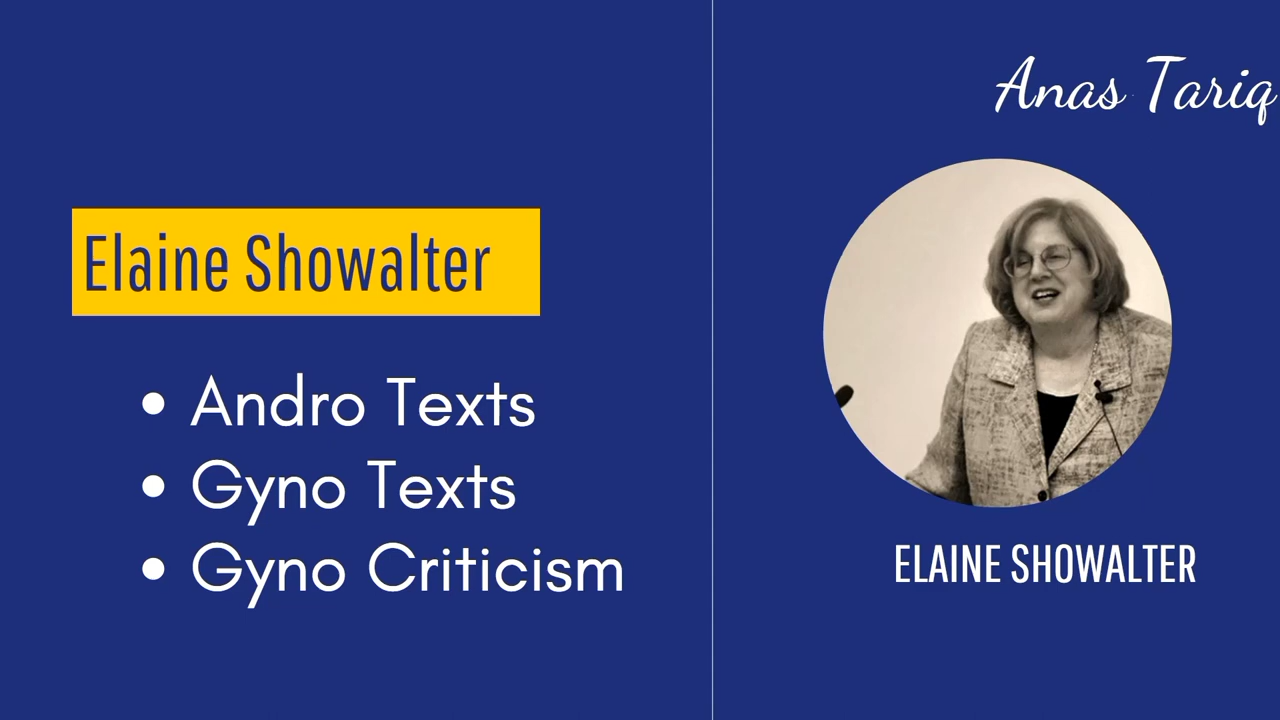 Elaine Showalter
• Andro Texts
• Gyno Texts
• Gyno Criticism
Anas Tariq
ELAINE SHOWALTER